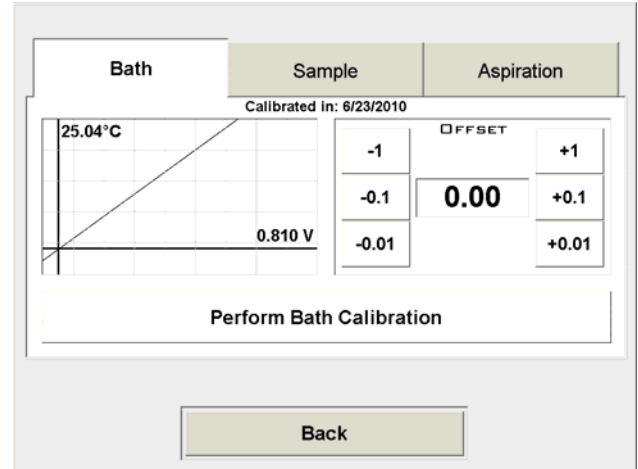 Bath
Sample
Aspiration
Calibrated in: 6/23/2010
25.04°C
0.810 V
OFFSET
-1
+1
-0.1
0.00
+0.1
-0.01
+0.01
Perform Bath Calibration
Back